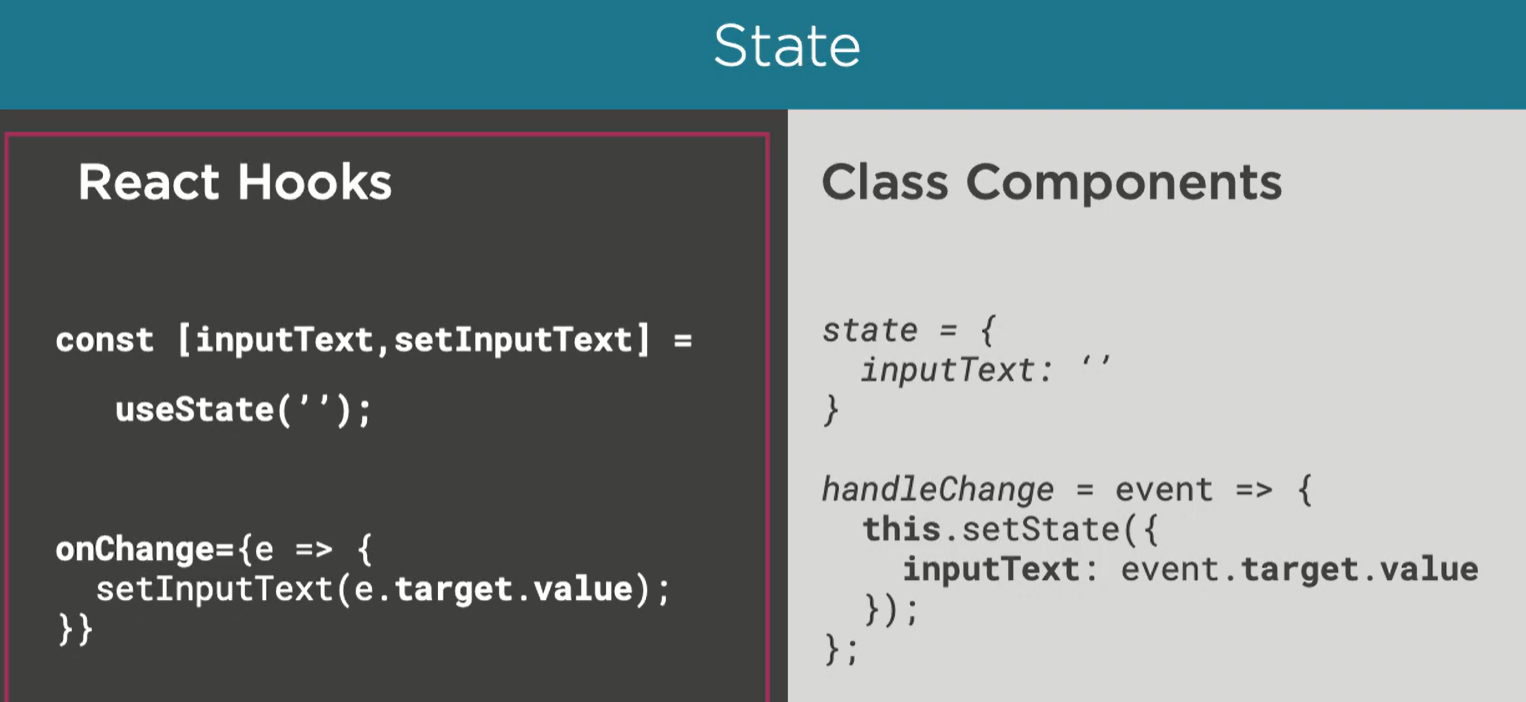 State
React Hooks
const [inputText,setInputText] =
useState(’’);
onChange={e => {
setInputText(e.target.value);
}}
Class Components
state = {
inputText: ‘’
}
handleChange = event => {
this.setState({
inputText: event.target.value
});
};